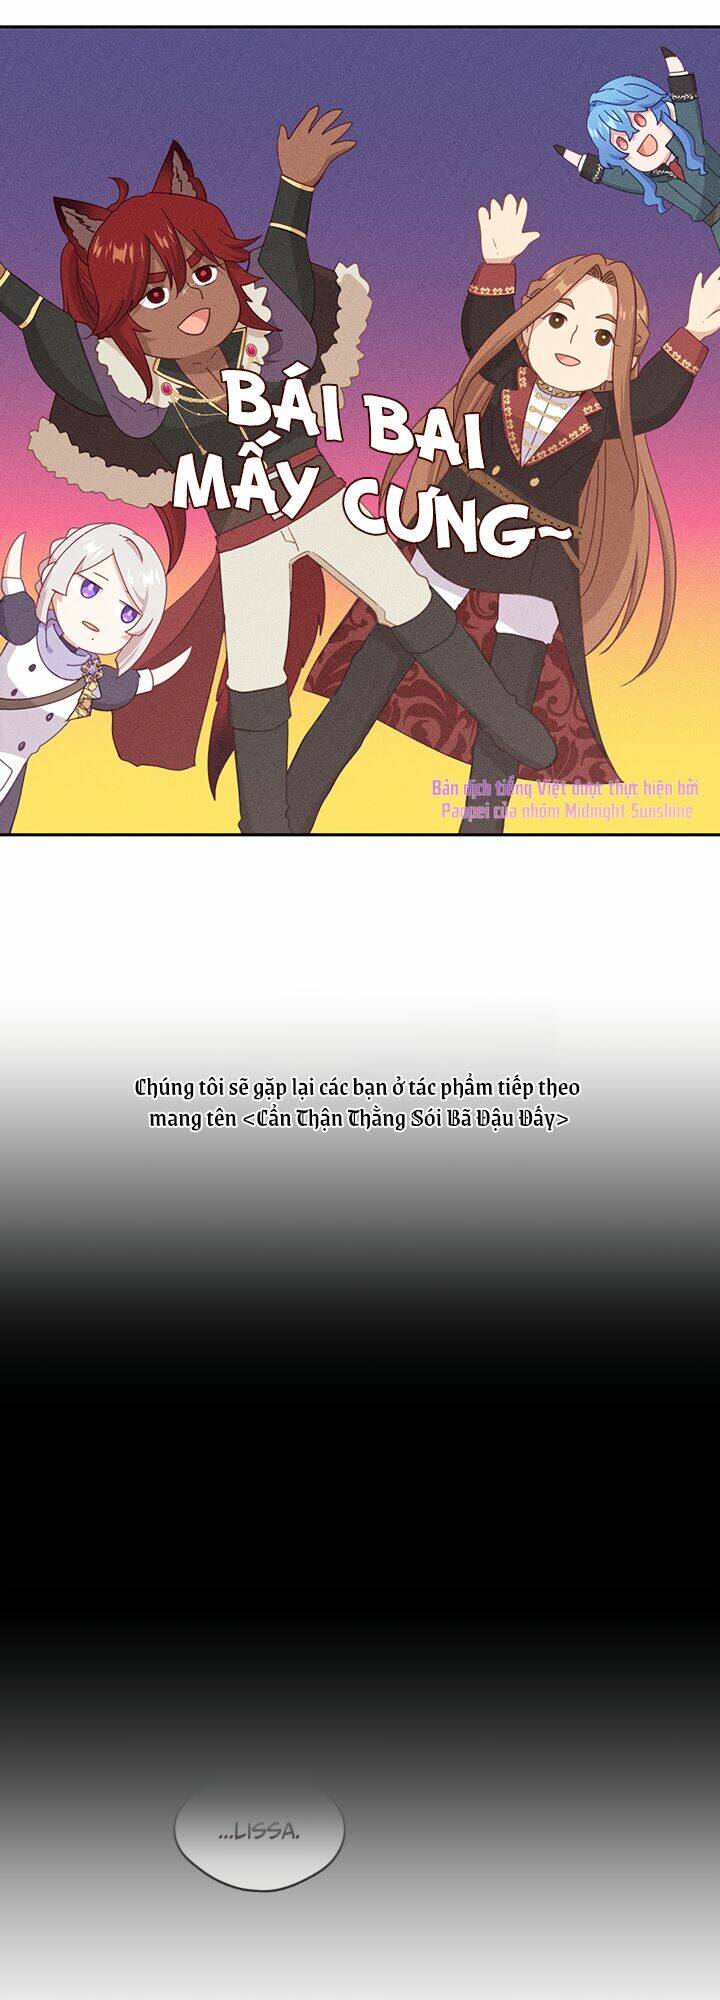 BÁI BAI
MẤY CƯNG~
Bản dịch tiếng Việt được thực hiện bởi
Paopei của nhóm Midnight Sunshine
Chúng tôi sẽ gặp lại các bạn ở tác phẩm tiếp theo
mang tên <Cẩn Thận Thằng Sói Bã Đậu Đấy>
...LISSA.